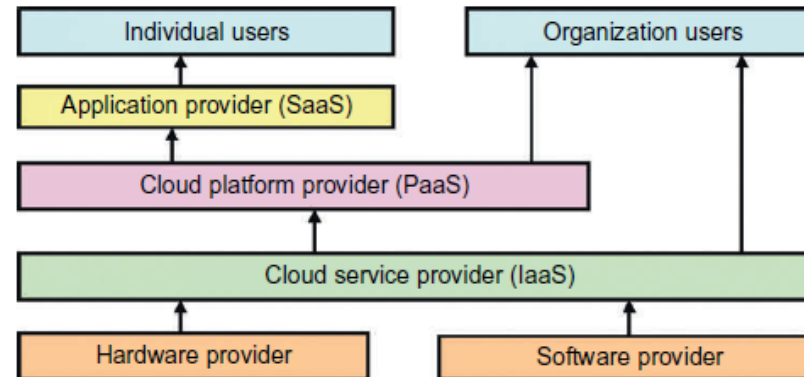 Individual users
Organization users
Application provider (SaaS)
Cloud platform provider (PaaS)
Cloud service provider (IaaS)
Hardware provider
Software provider